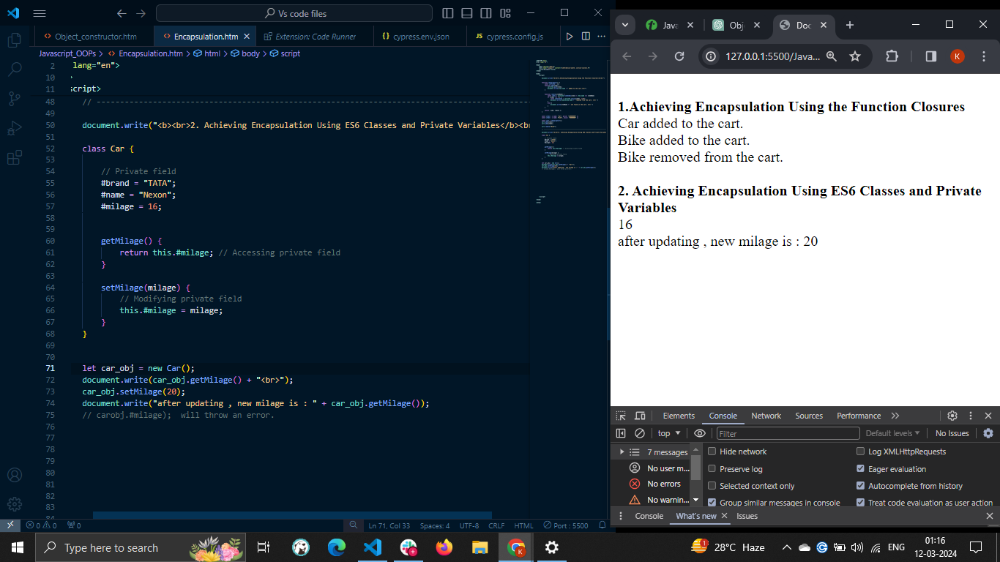 Vs code files
Object_constructor.htm
Encapsulation.htm
Extension: Code Runner
cypress.env.json
cypress.config.js
Javascript_OOPs > Encapsulation.htm > html > body > script
2 lang="en">
10
11 script>
48 // ------------------------------------------------------------
49
50 document.write("<b><br>2. Achieving Encapsulation Using ES6 Classes and Private Variables</b><br
51
52 class Car {
53
54 // Private field
55 #brand = "TATA";
56 #name = "Nexon";
57 #milage = 16;
58
59
60 getMilage() {
61 return this.#milage; // Accessing private field
62 }
63
64 setMilage(milage) {
65 // Modifying private field
66 this.#milage = milage;
67 }
68 }
69
70
71 let car_obj = new Car();
72 document.write(car_obj.getMilage() + "<br>");
73 car_obj.setMilage(20);
74 document.write("after updating , new milage is : " + car_obj.getMilage());
75 // carobj.#milage);  will throw an error.
76
77
78
79
80
81
82
83
84
0 0 0 Ln 71, Col 33 Spaces: 4 UTF-8 CRLF HTML Port : 5500
Java
Obj
Doc
127.0.0.1:5500/Java...
K
1.Achieving Encapsulation Using the Function Closures
Car added to the cart.
Bike added to the cart.
Bike removed from the cart.
2. Achieving Encapsulation Using ES6 Classes and Private
Variables
16
after updating , new milage is : 20
Elements Console Network Sources Performance
top Filter Default levels No Issues
7 messages Hide network Log XMLHttpRequests
No user m... Preserve log Eager evaluation
No errors Selected context only Autocomplete from history
No warnin... Group similar messages in console Treat code evaluation as user action
Console What's new Issues
Type here to search
28°C Haze ENG 01:16
12-03-2024